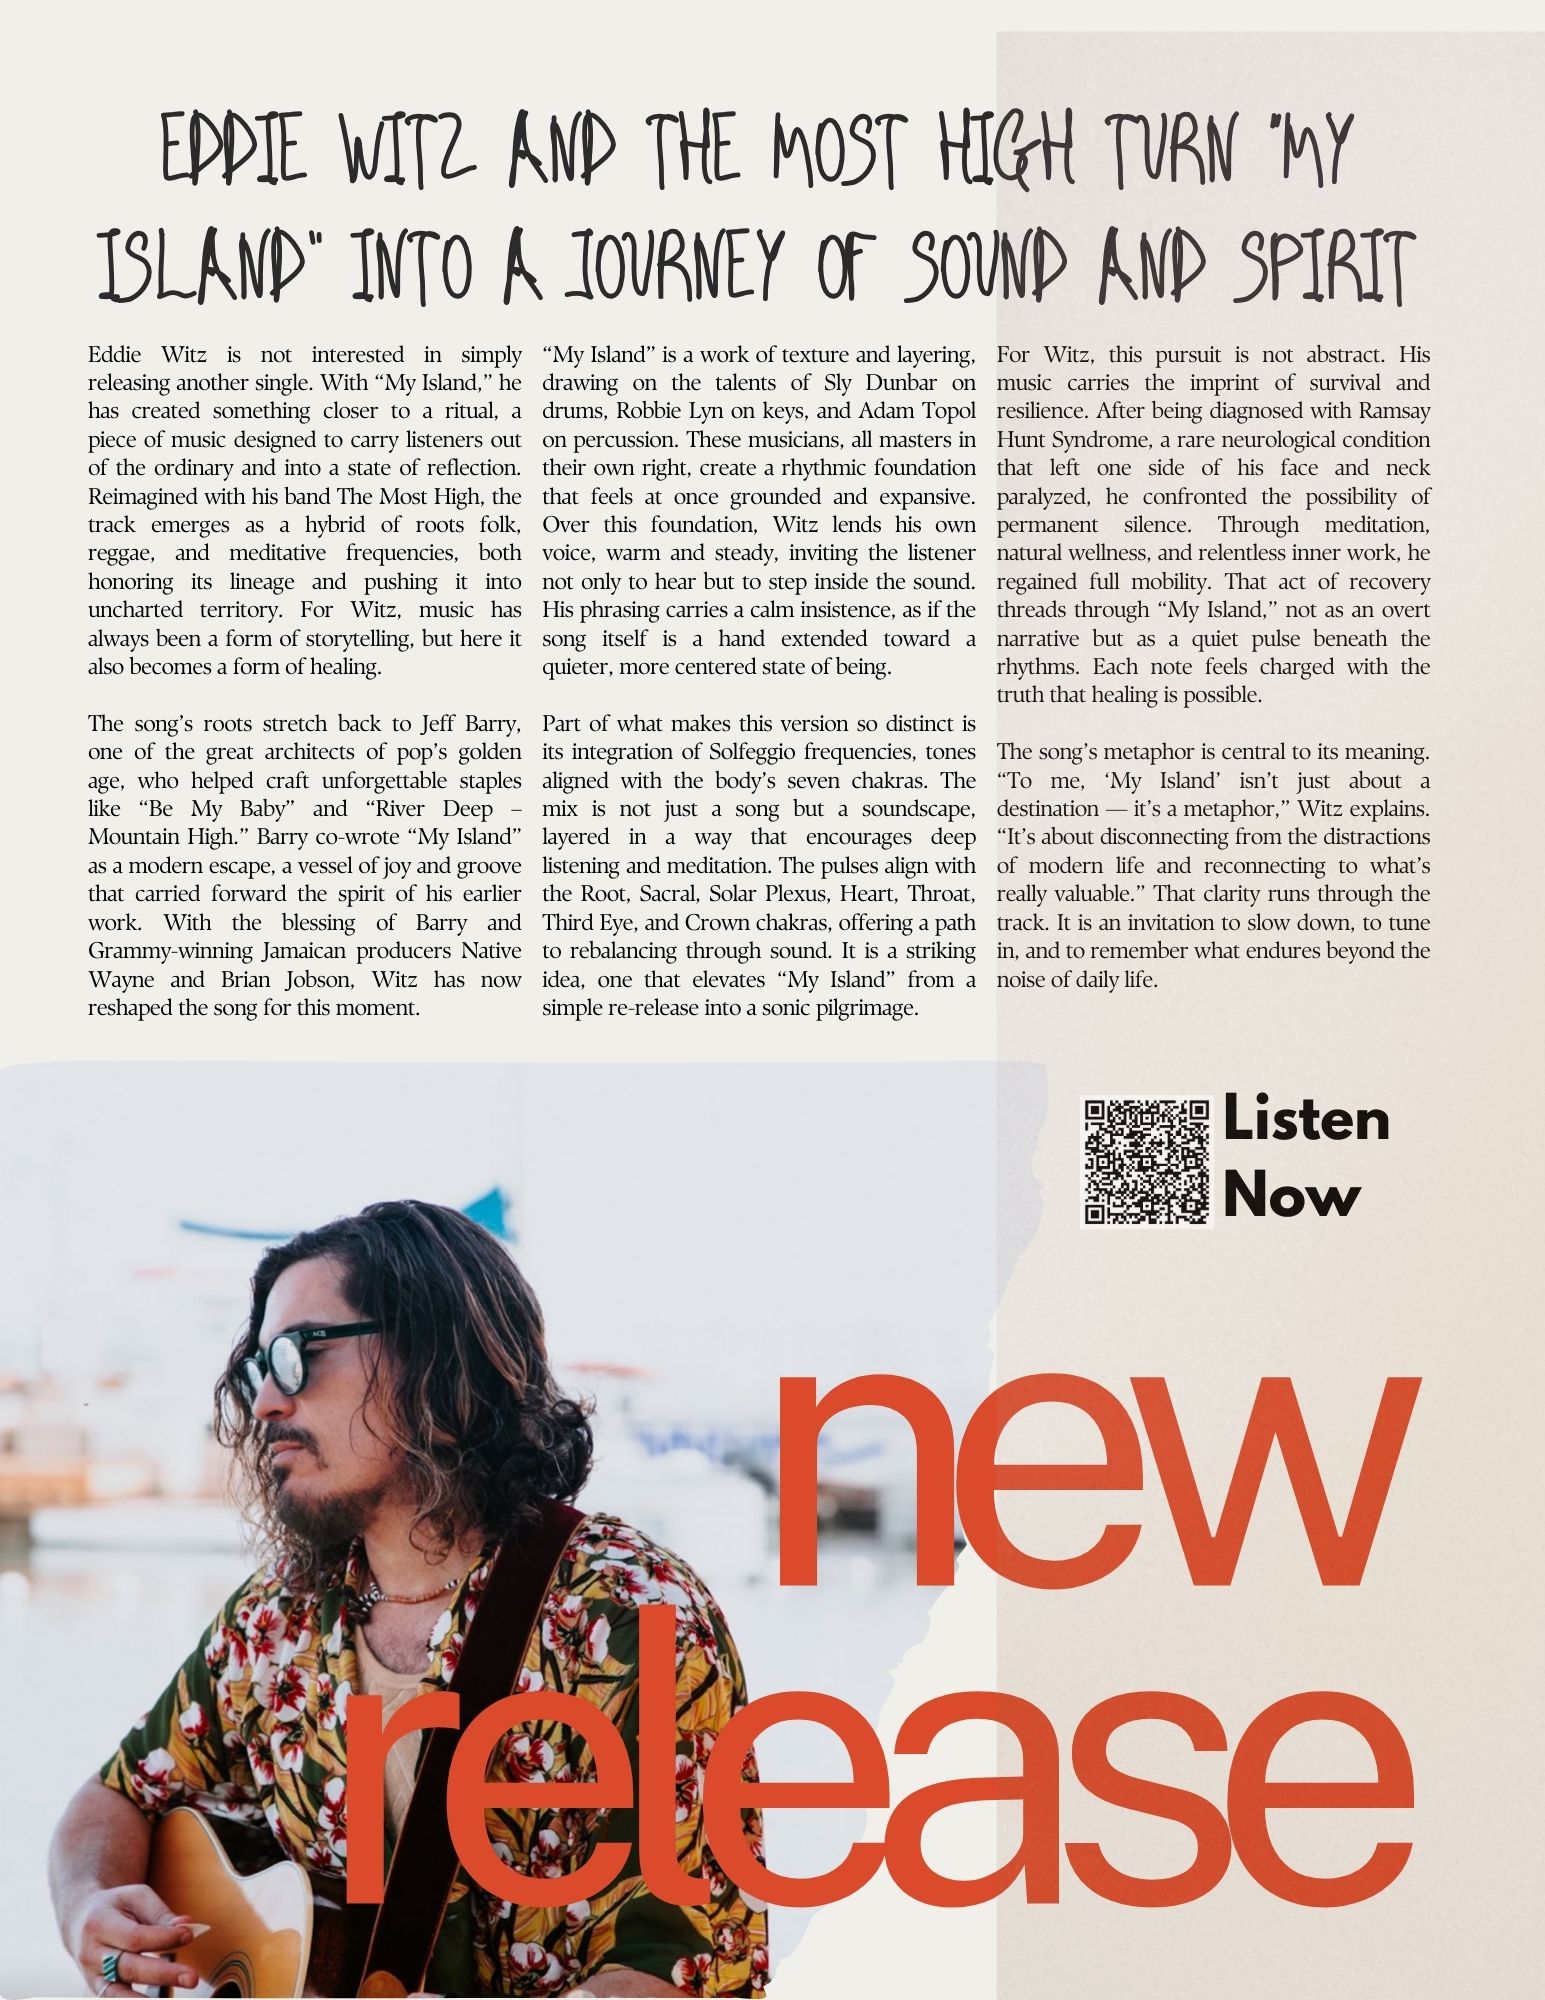 EDDIE WITZ AND THE MOST HIGH TURN "MY
ISLAND" INTO A JOURNEY OF SOUND AND SPIRIT
Eddie Witz is not interested in simply
releasing another single. With “My Island,” he
has created something closer to a ritual, a
piece of music designed to carry listeners out
of the ordinary and into a state of reflection.
Reimagined with his band The Most High, the
track emerges as a hybrid of roots folk,
reggae, and meditative frequencies, both
honoring its lineage and pushing it into
uncharted territory. For Witz, music has
always been a form of storytelling, but here it
also becomes a form of healing.
The song’s roots stretch back to Jeff Barry,
one of the great architects of pop’s golden
age, who helped craft unforgettable staples
like “Be My Baby” and “River Deep –
Mountain High.” Barry co-wrote “My Island”
as a modern escape, a vessel of joy and groove
that carried forward the spirit of his earlier
work. With the blessing of Barry and
Grammy-winning Jamaican producers Native
Wayne and Brian Jobson, Witz has now
reshaped the song for this moment.
“My Island” is a work of texture and layering,
drawing on the talents of Sly Dunbar on
drums, Robbie Lyn on keys, and Adam Topol
on percussion. These musicians, all masters in
their own right, create a rhythmic foundation
that feels at once grounded and expansive.
Over this foundation, Witz lends his own
voice, warm and steady, inviting the listener
not only to hear but to step inside the sound.
His phrasing carries a calm insistence, as if the
song itself is a hand extended toward a
quieter, more centered state of being.
Part of what makes this version so distinct is
its integration of Solfeggio frequencies, tones
aligned with the body’s seven chakras. The
mix is not just a song but a soundscape,
layered in a way that encourages deep
listening and meditation. The pulses align with
the Root, Sacral, Solar Plexus, Heart, Throat,
Third Eye, and Crown chakras, offering a path
to rebalancing through sound. It is a striking
idea, one that elevates “My Island” from a
simple re-release into a sonic pilgrimage.
For Witz, this pursuit is not abstract. His
music carries the imprint of survival and
resilience. After being diagnosed with Ramsay
Hunt Syndrome, a rare neurological condition
that left one side of his face and neck
paralyzed, he confronted the possibility of
permanent silence. Through meditation,
natural wellness, and relentless inner work, he
regained full mobility. That act of recovery
threads through “My Island,” not as an overt
narrative but as a quiet pulse beneath the
rhythms. Each note feels charged with the
truth that healing is possible.
The song’s metaphor is central to its meaning.
“To me, ‘My Island’ isn’t just about a
destination — it’s a metaphor,” Witz explains.
“It’s about disconnecting from the distractions
of modern life and reconnecting to what’s
really valuable.” That clarity runs through the
track. It is an invitation to slow down, to tune
in, and to remember what endures beyond the
noise of daily life.
Listen
Now
new
release